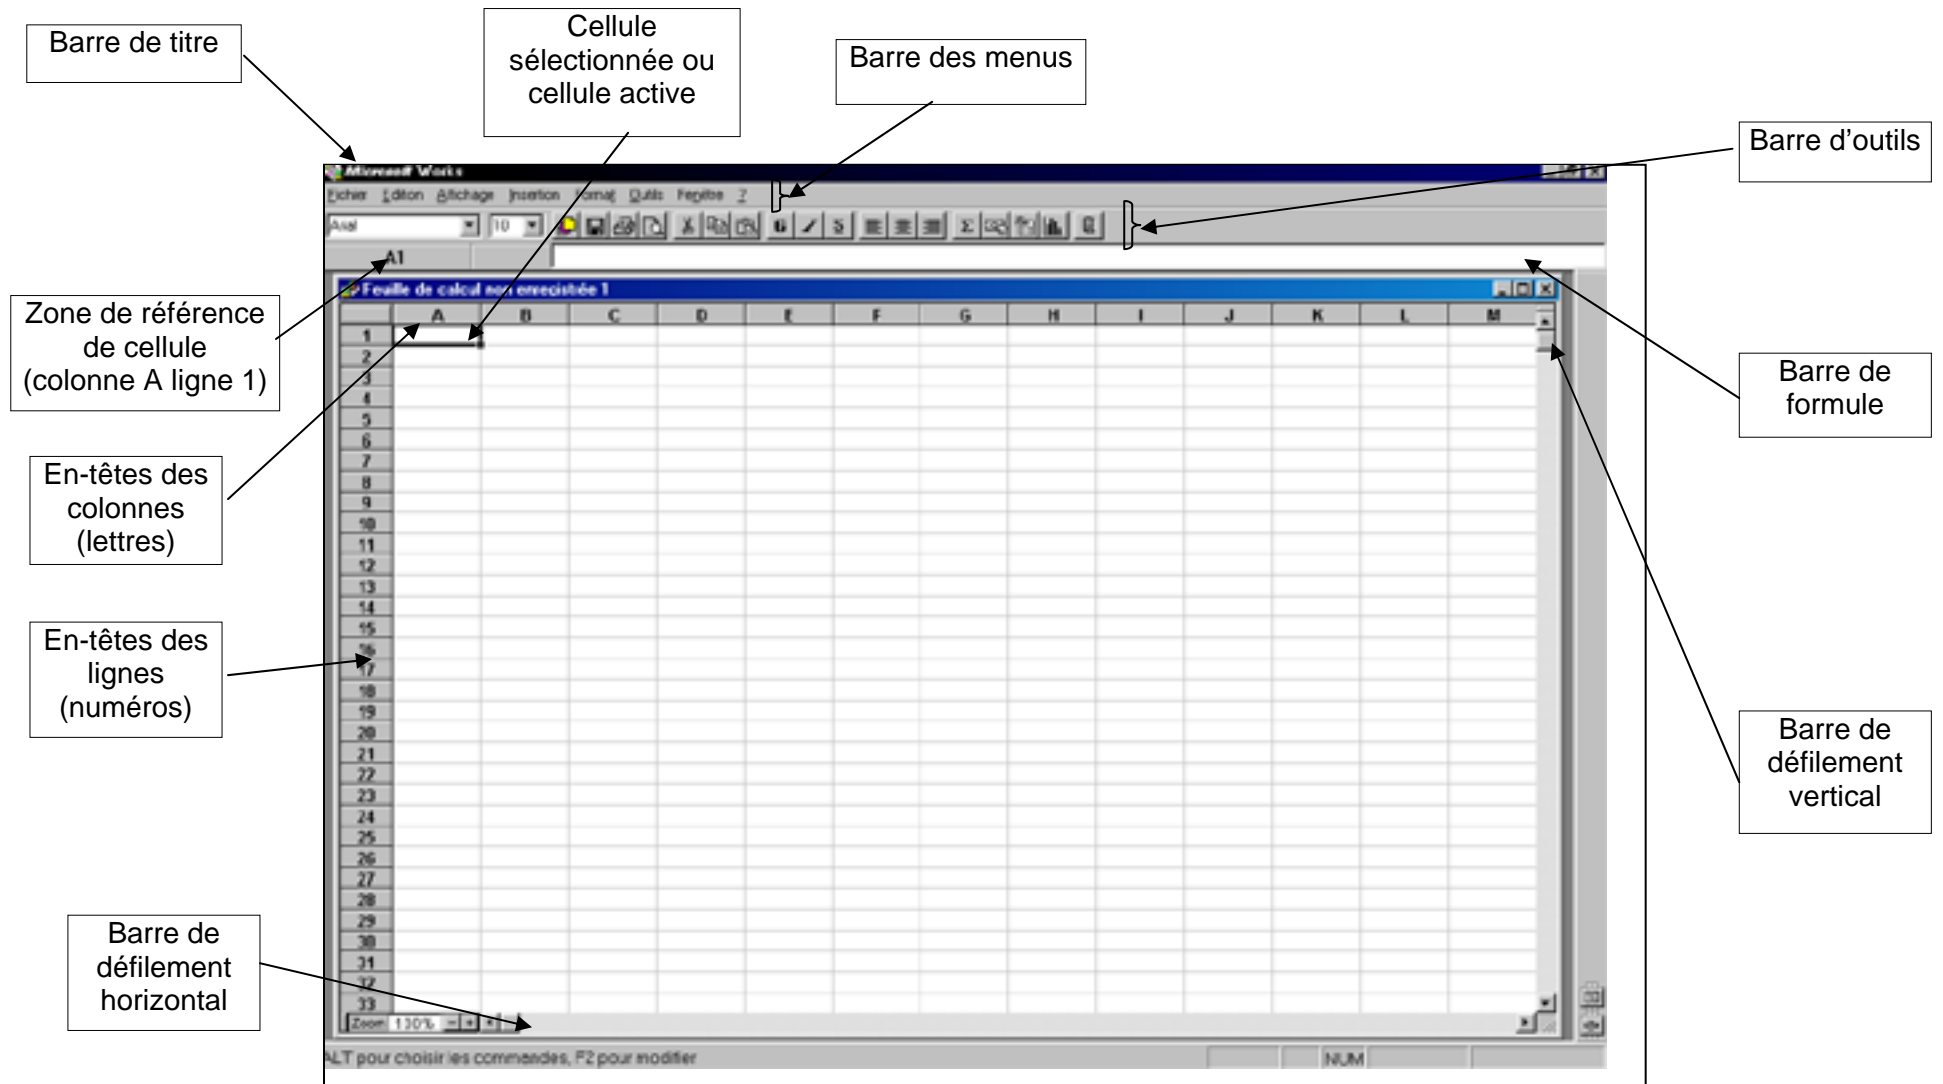 Barre de titre
Cellule
sélectionnée ou
cellule active
Barre des menus
Barre d’outils
Microsoft Works
Fichier Edition Affichage Insertion Format Outils Fenêtre ?
Arial 10 G I S Σ
A1
Zone de référence
de cellule
(colonne A ligne 1)
Feuille de calcul non enregistrée 1
A B C D E F G H I J K L M
1
2
3
4
5
6
7
8
9
10
11
12
13
14
15
16
17
18
19
20
21
22
23
24
25
26
27
28
29
30
31
32
33
Barre de
formule
En-têtes des
colonnes
(lettres)
En-têtes des
lignes
(numéros)
Barre de
défilement
vertical
Barre de
défilement
horizontal
Zoom 100%
ALT pour choisir les commandes, F2 pour modifier
NUM